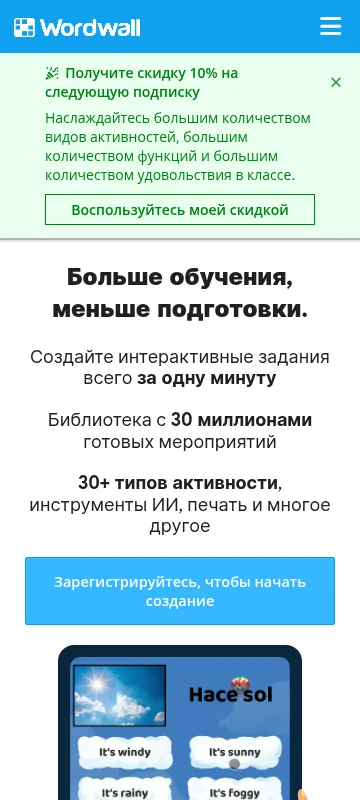 Wordwall
🎉 Получите скидку 10% на
следующую подписку
Наслаждайтесь большим количеством
видов активностей, большим
количеством функций и большим
количеством удовольствия в классе.
Воспользуйтесь моей скидкой
Больше обучения,
меньше подготовки.
Создайте интерактивные задания
всего за одну минуту
Библиотека с 30 миллионами
готовых мероприятий
30+ типов активности,
инструменты ИИ, печать и многое
другое
Зарегистрируйтесь, чтобы начать
создание
Hace sol
It's windy It's sunny
It's rainy It's foggy